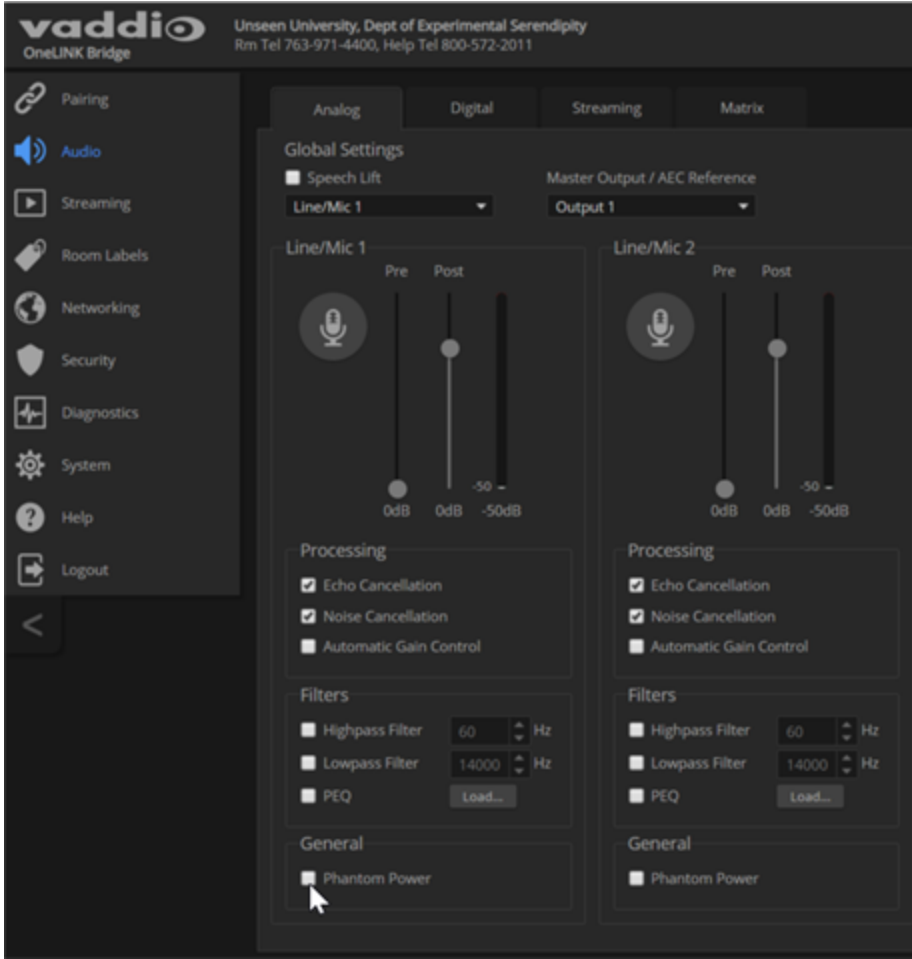 vaddio
OneLINK Bridge
Unseen University, Dept of Experimental Serendipity
Rm Tel 763-971-4400, Help Tel 800-572-2011
Pairing
Audio
Streaming
Room Labels
Networking
Security
Diagnostics
System
Help
Logout
<
Analog Digital Streaming Matrix
Global Settings
Speech Lift Master Output / AEC Reference
Line/Mic 1 Output 1
Line/Mic 1
Pre Post
-50
0dB 0dB -50dB
Processing
Echo Cancellation
Noise Cancellation
Automatic Gain Control
Filters
Highpass Filter 60 Hz
Lowpass Filter 14000 Hz
PEQ Load...
General
Phantom Power
Line/Mic 2
Pre Post
-50
0dB 0dB -50dB
Processing
Echo Cancellation
Noise Cancellation
Automatic Gain Control
Filters
Highpass Filter 60 Hz
Lowpass Filter 14000 Hz
PEQ Load...
General
Phantom Power